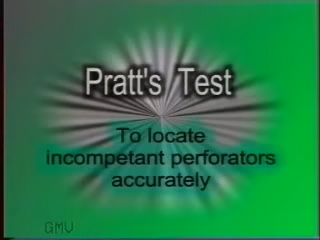 Pratt's Test
To locate
incompetant perforators
accurately
GMV